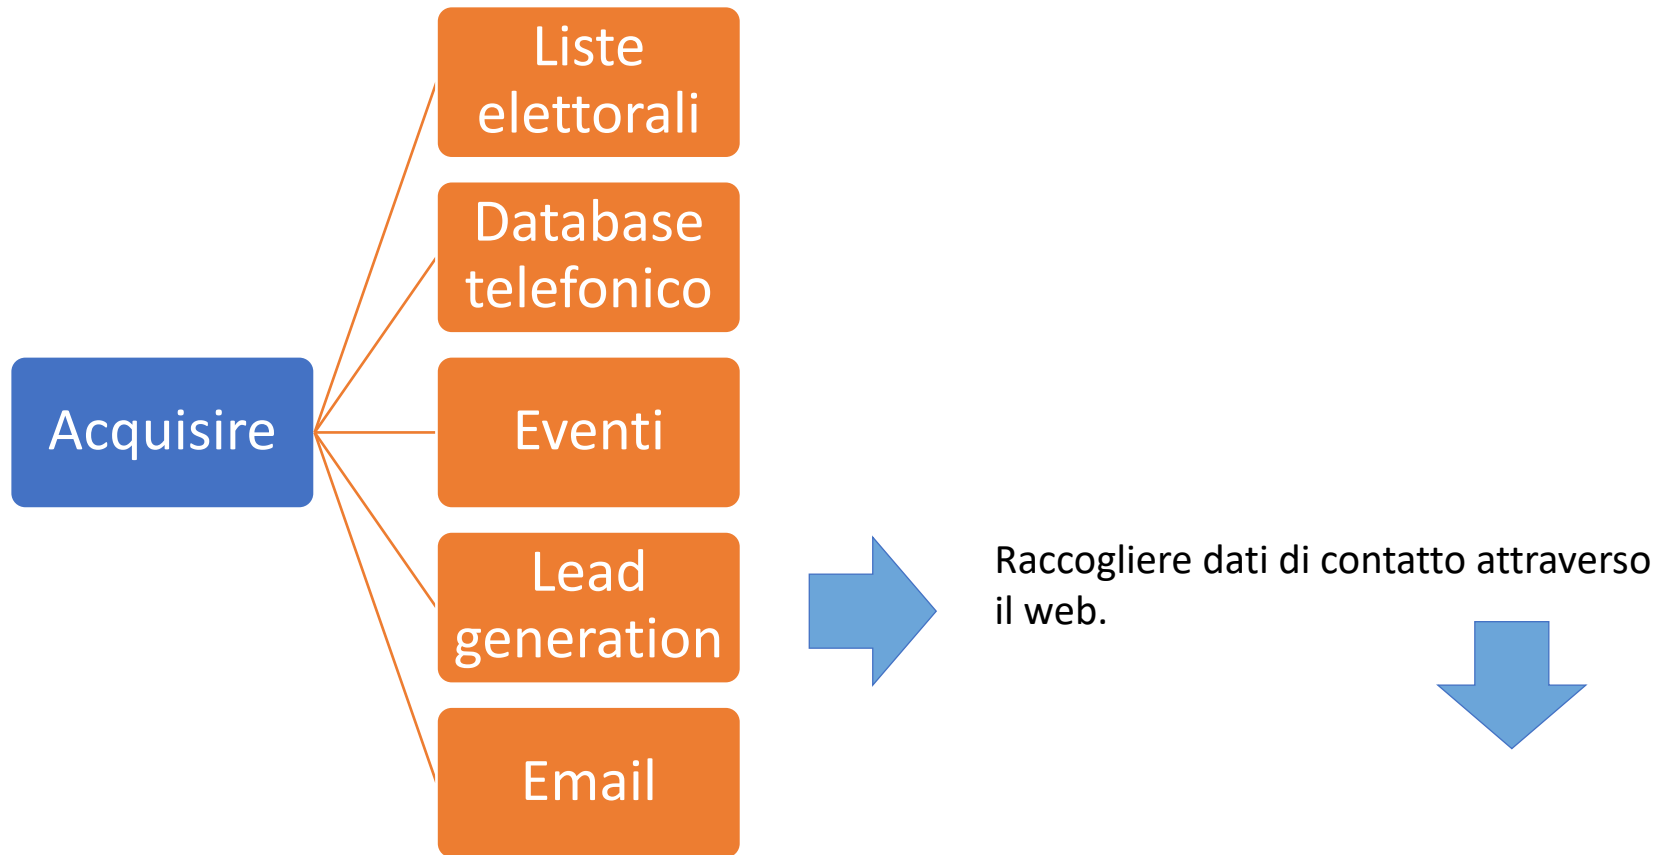 Liste
elettorali
Database
telefonico
Acquisire
Eventi
Lead
generation
Raccogliere dati di contatto attraverso
il web.
Email